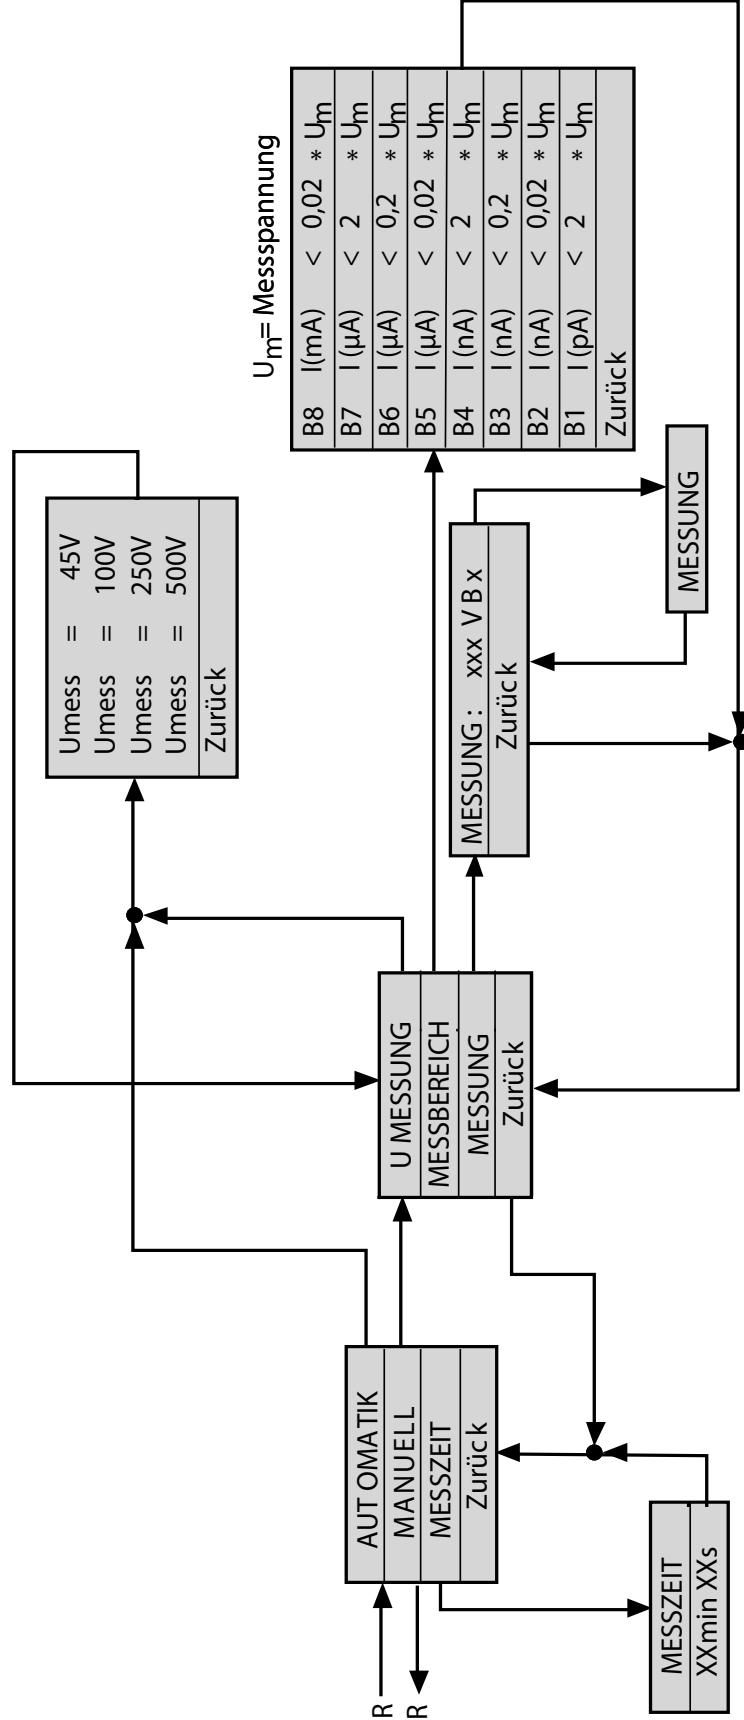 R
R
AUTOMATIK
MANUELL
MESSZEIT
Zurück
MESSZEIT
XXmin XXs
U MESSUNG
MESSBEREICH
MESSUNG
Zurück
Umess = 45V
Umess = 100V
Umess = 250V
Umess = 500V
Zurück
MESSUNG : xxx V B x
Zurück
MESSUNG
Um= Messspannung
B8 I(mA) < 0,02 * Um
B7 I (µA) < 2 * Um
B6 I (µA) < 0,2 * Um
B5 I (µA) < 0,02 * Um
B4 I (nA) < 2 * Um
B3 I (nA) < 0,2 * Um
B2 I (nA) < 0,02 * Um
B1 I (pA) < 2 * Um
Zurück